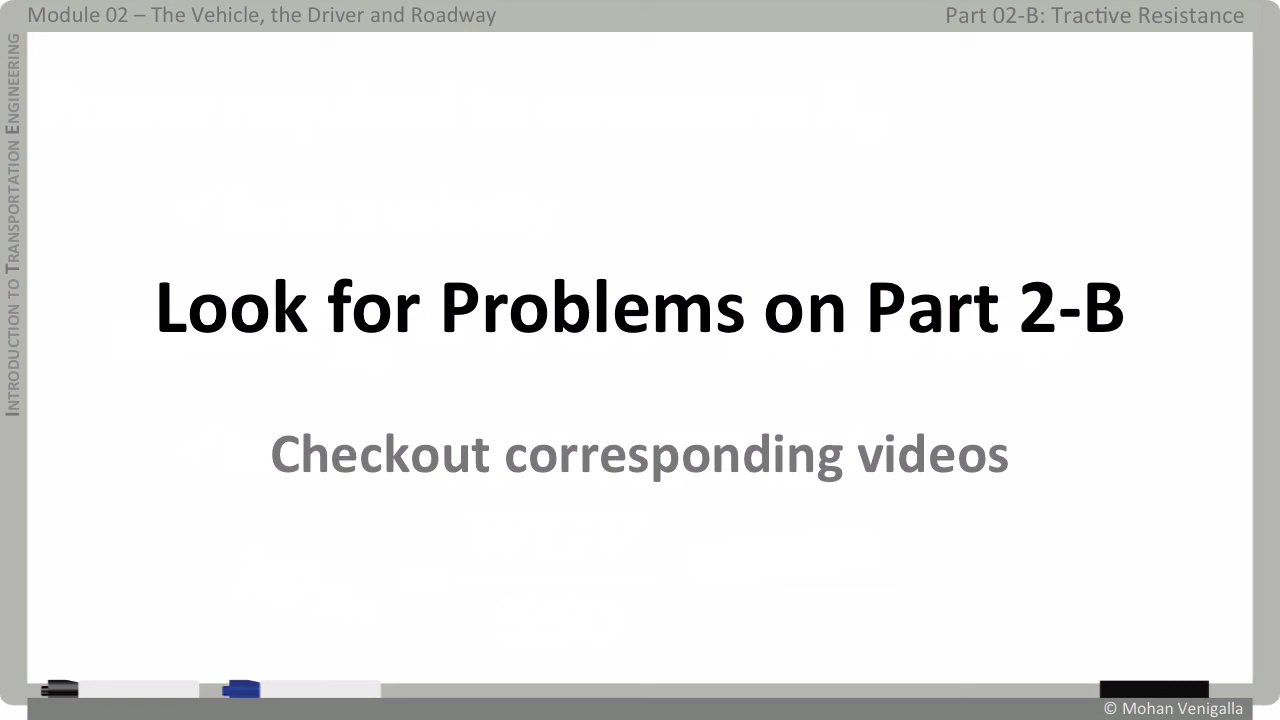 Module 02 – The Vehicle, the Driver and Roadway
Part 02-B: Tractive Resistance
INTRODUCTION TO TRANSPORTATION ENGINEERING
Look for Problems on Part 2-B
Checkout corresponding videos
© Mohan Venigalla